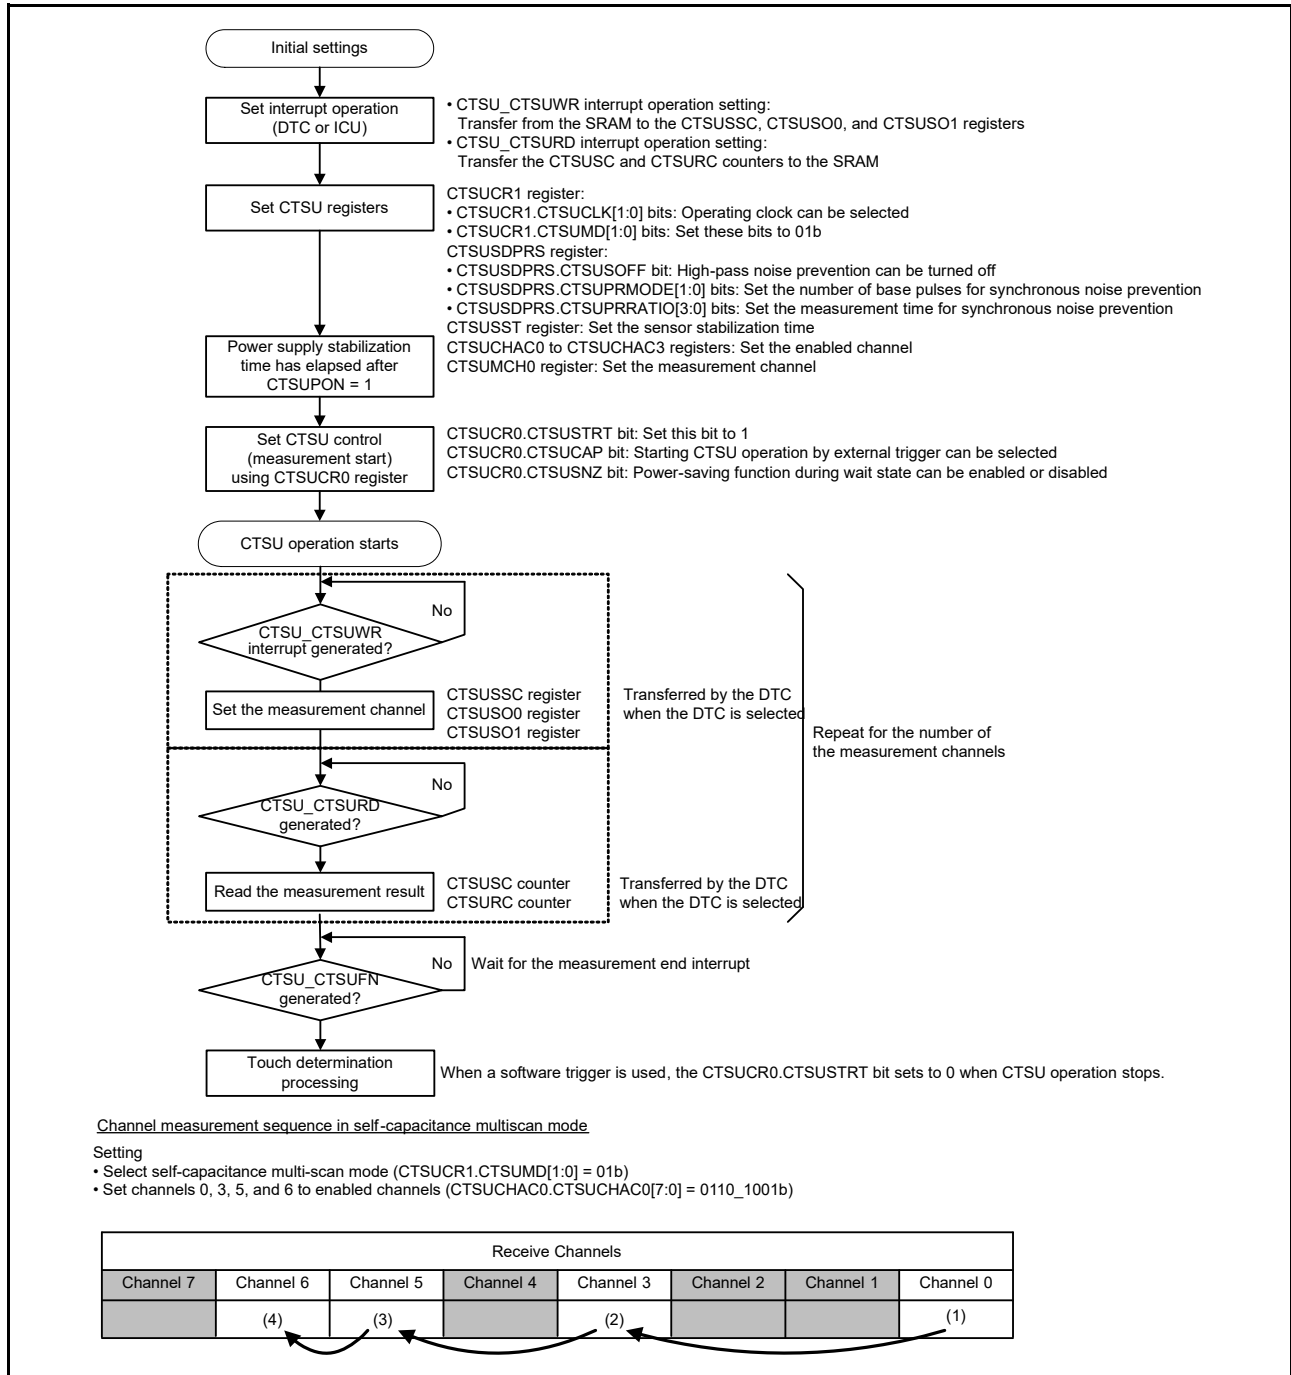 Initial settings
Set interrupt operation
(DTC or ICU)
• CTSU_CTSUWR interrupt operation setting:
Transfer from the SRAM to the CTSUSSC, CTSUSO0, and CTSUSO1 registers
• CTSU_CTSURD interrupt operation setting:
Transfer the CTSUSC and CTSURC counters to the SRAM
Set CTSU registers
CTSUCR1 register:
• CTSUCR1.CTSUCLK[1:0] bits: Operating clock can be selected
• CTSUCR1.CTSUMD[1:0] bits: Set these bits to 01b
CTSUSDPRS register:
• CTSUSDPRS.CTSUSOFF bit: High-pass noise prevention can be turned off
• CTSUSDPRS.CTSUPRMODE[1:0] bits: Set the number of base pulses for synchronous noise prevention
• CTSUSDPRS.CTSUPRRATIO[3:0] bits: Set the measurement time for synchronous noise prevention
CTSUSST register: Set the sensor stabilization time
CTSUCHAC0 to CTSUCHAC3 registers: Set the enabled channel
CTSUMCH0 register: Set the measurement channel
Power supply stabilization
time has elapsed after
CTSUPON = 1
Set CTSU control
(measurement start)
using CTSUCR0 register
CTSUCR0.CTSUSTRT bit: Set this bit to 1
CTSUCR0.CTSUCAP bit: Starting CTSU operation by external trigger can be selected
CTSUCR0.CTSUSNZ bit: Power-saving function during wait state can be enabled or disabled
CTSU operation starts
No
CTSU_CTSUWR
interrupt generated?
Set the measurement channel
CTSUSSC register
CTSUSO0 register
CTSUSO1 register
Transferred by the DTC
when the DTC is selected
Repeat for the number of
the measurement channels
No
CTSU_CTSURD
generated?
Read the measurement result
CTSUSC counter
CTSURC counter
Transferred by the DTC
when the DTC is selected
No
Wait for the measurement end interrupt
CTSU_CTSUFN
generated?
Touch determination
processing
When a software trigger is used, the CTSUCR0.CTSUSTRT bit sets to 0 when CTSU operation stops.
Channel measurement sequence in self-capacitance multiscan mode
Setting
• Select self-capacitance multi-scan mode (CTSUCR1.CTSUMD[1:0] = 01b)
• Set channels 0, 3, 5, and 6 to enabled channels (CTSUCHAC0.CTSUCHAC0[7:0] = 0110_1001b)
Receive Channels
Channel 7 Channel 6 Channel 5 Channel 4 Channel 3 Channel 2 Channel 1 Channel 0
(4) (3) (2) (1)